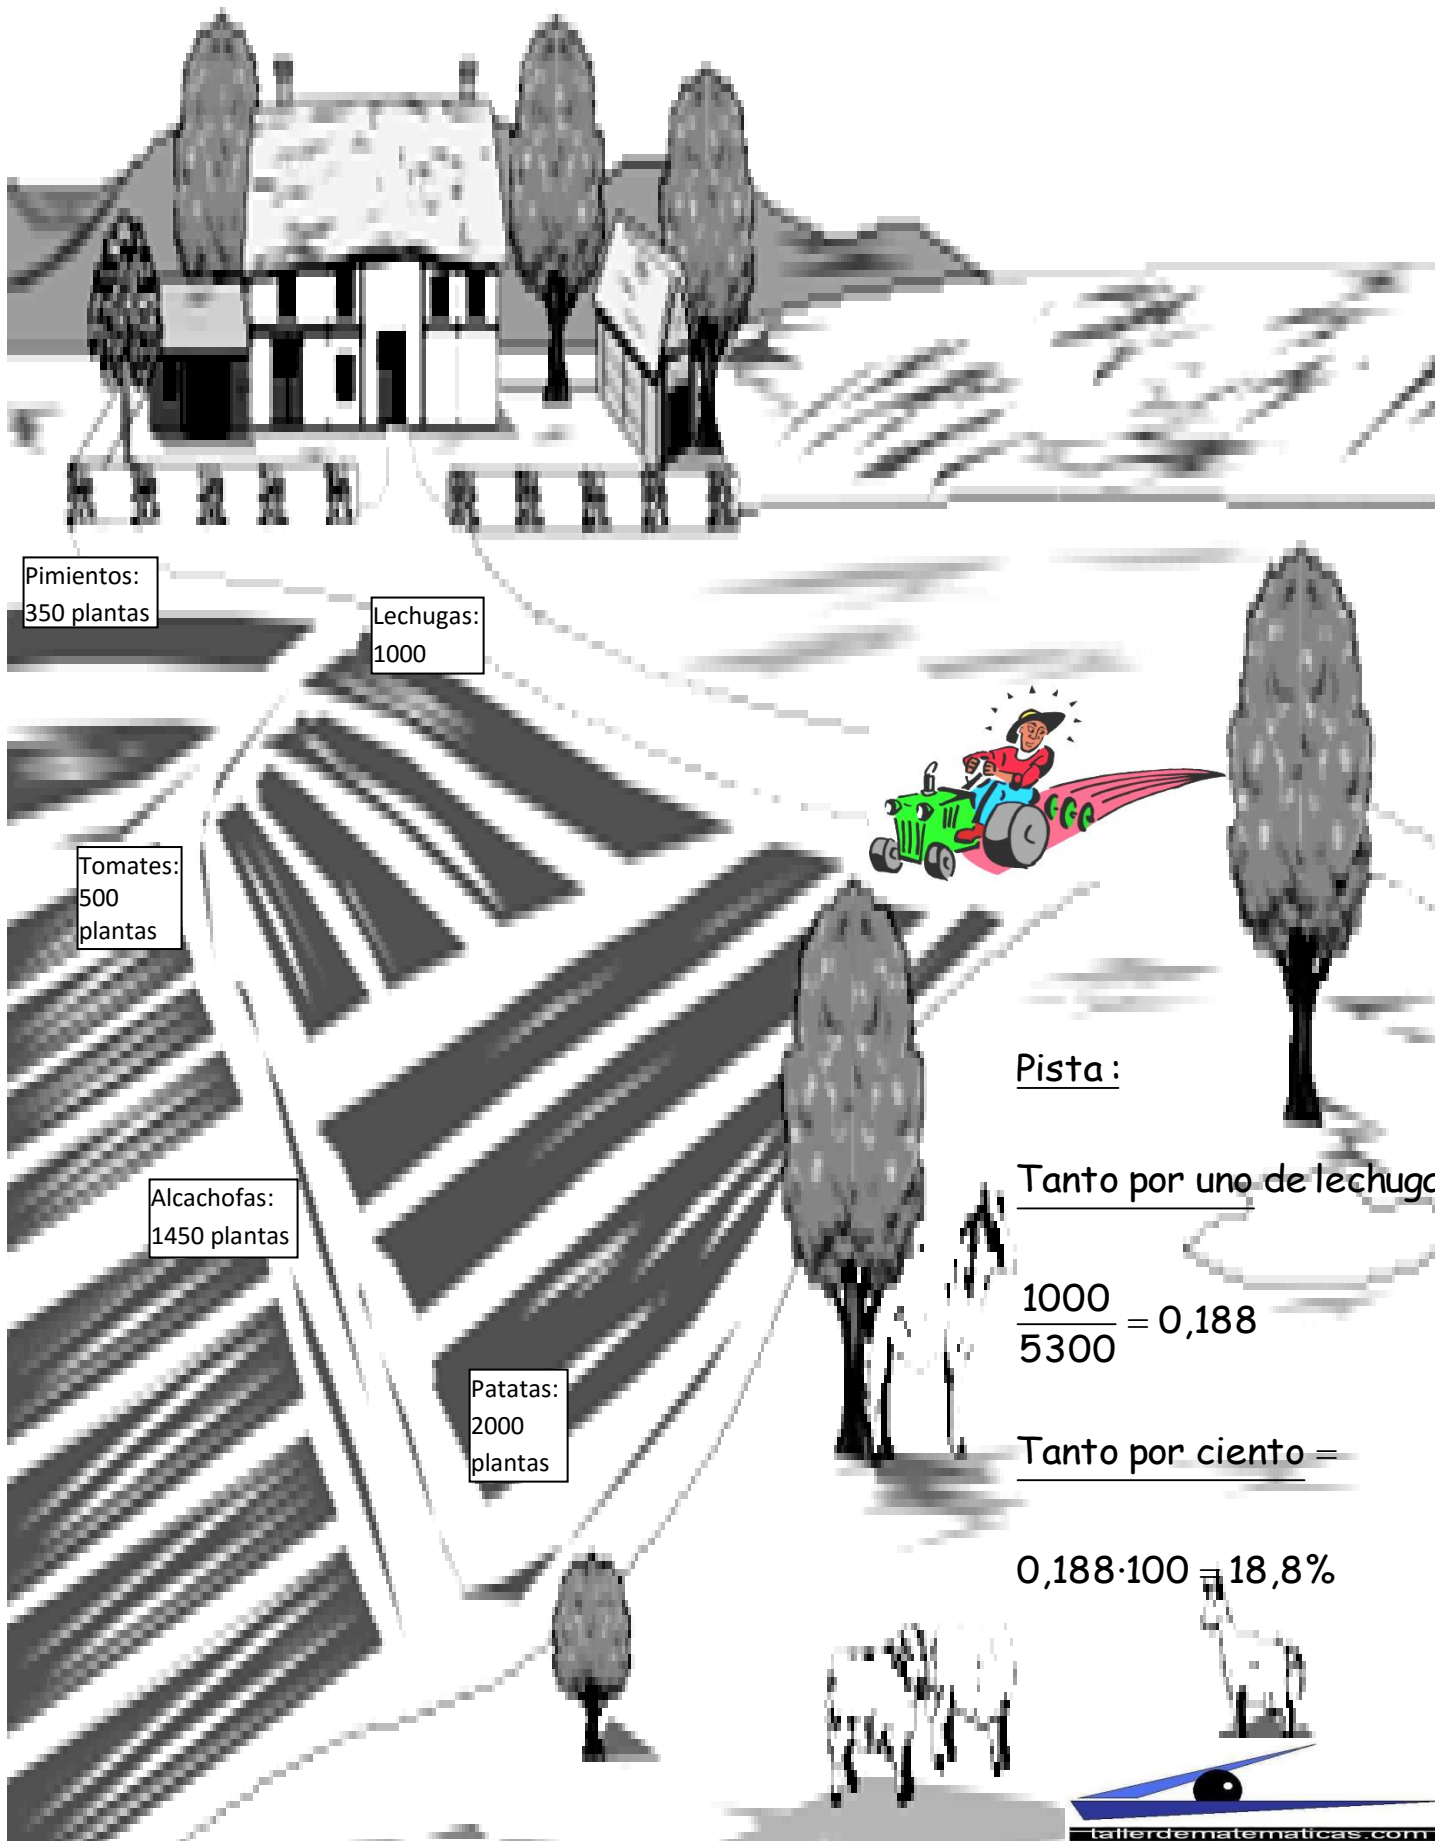 Pimientos:
350 plantas
Lechugas:
1000
Tomates:
500
plantas
Pista:
Tanto por uno de lechuga
Alcachofas:
1450 plantas
1000
5300
= 0,188
Patatas:
2000
plantas
Tanto por ciento =
0,188·100 = 18,8%
tallerdematematicas.com